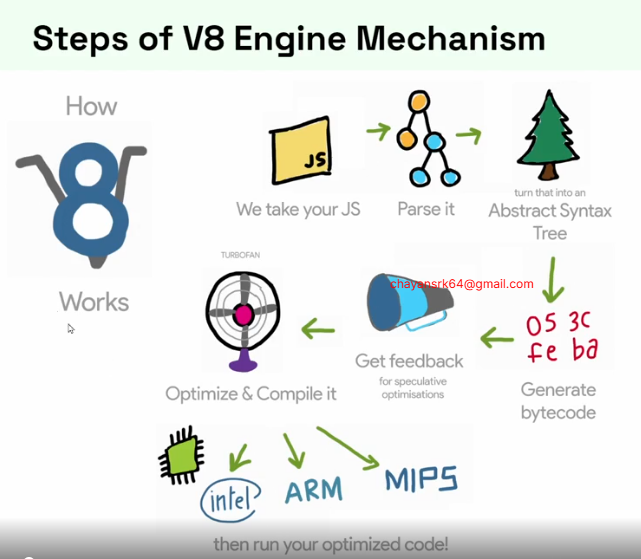 Steps of V8 Engine Mechanism
How
8
Works
JS
We take your JS
Parse it
turn that into an
Abstract Syntax
Tree
TURBOFAN
chayansrk64@gmail.com
05 3c
fe ba
Get feedback
for speculative
optimisations
Optimize & Compile it
Generate
bytecode
intel
ARM
MIPS
then run your optimized code!